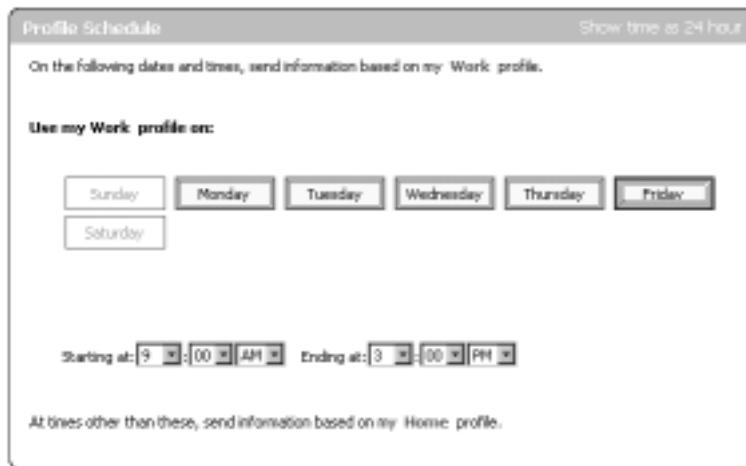 Profile Schedule Show time as 24 hour
On the following dates and times, send information based on my Work profile.
Use my Work profile on:
Sunday Monday Tuesday Wednesday Thursday Friday
Saturday
Starting at: 9 : 00 AM Ending at: 3 : 00 PM
At times other than these, send information based on my Home profile.